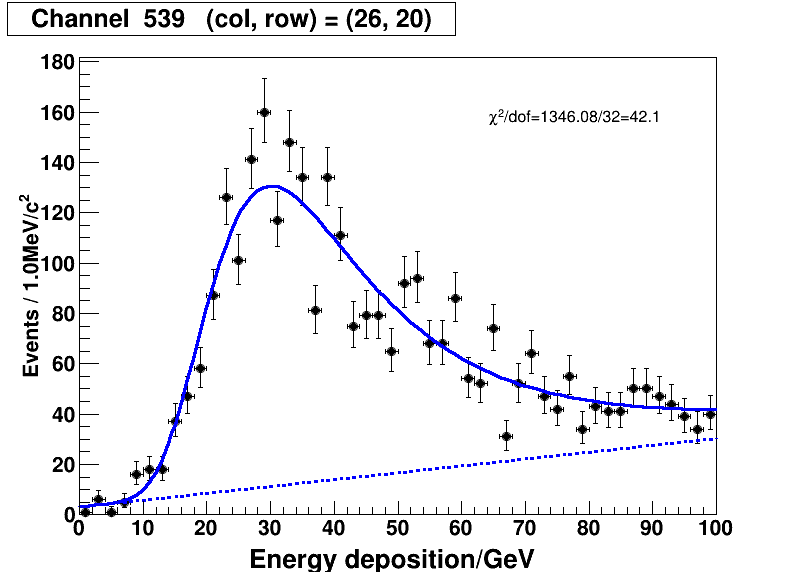 Channel 539 (col, row) = (26, 20)
χ²/dof=1346.08/32=42.1
Events / 1.0MeV/c²
180
160
140
120
100
80
60
40
20
0
0 10 20 30 40 50 60 70 80 90 100
Energy deposition/GeV